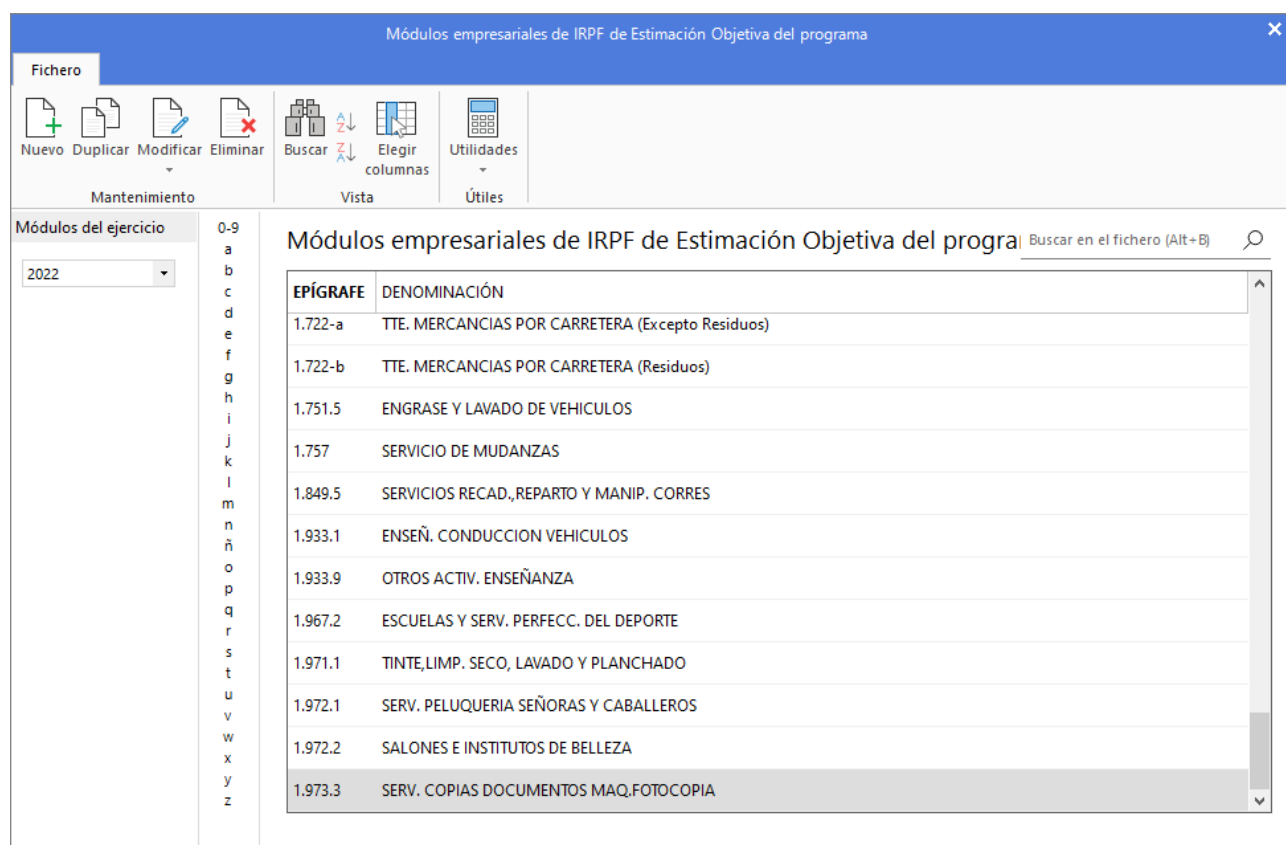 Módulos empresariales de IRPF de Estimación Objetiva del programa
Fichero
Nuevo Duplicar Modificar Eliminar
Buscar
Elegir columnas
Utilidades
Mantenimiento
Vista
Útiles
Módulos del ejercicio
2022
0-9
a
b
c
d
e
f
g
h
i
j
k
l
m
n
ñ
o
p
q
r
s
t
u
v
w
x
y
z
Módulos empresariales de IRPF de Estimación Objetiva del progra
Buscar en el fichero (Alt+B)
EPÍGRAFE DENOMINACIÓN
1.722-a TTE. MERCANCIAS POR CARRETERA (Excepto Residuos)
1.722-b TTE. MERCANCIAS POR CARRETERA (Residuos)
1.751.5 ENGRASE Y LAVADO DE VEHICULOS
1.757 SERVICIO DE MUDANZAS
1.849.5 SERVICIOS RECAD.,REPARTO Y MANIP. CORRES
1.933.1 ENSEÑ. CONDUCCION VEHICULOS
1.933.9 OTROS ACTIV. ENSEÑANZA
1.967.2 ESCUELAS Y SERV. PERFECC. DEL DEPORTE
1.971.1 TINTE,LIMP. SECO, LAVADO Y PLANCHADO
1.972.1 SERV. PELUQUERIA SEÑORAS Y CABALLEROS
1.972.2 SALONES E INSTITUTOS DE BELLEZA
1.973.3 SERV. COPIAS DOCUMENTOS MAQ.FOTOCOPIA